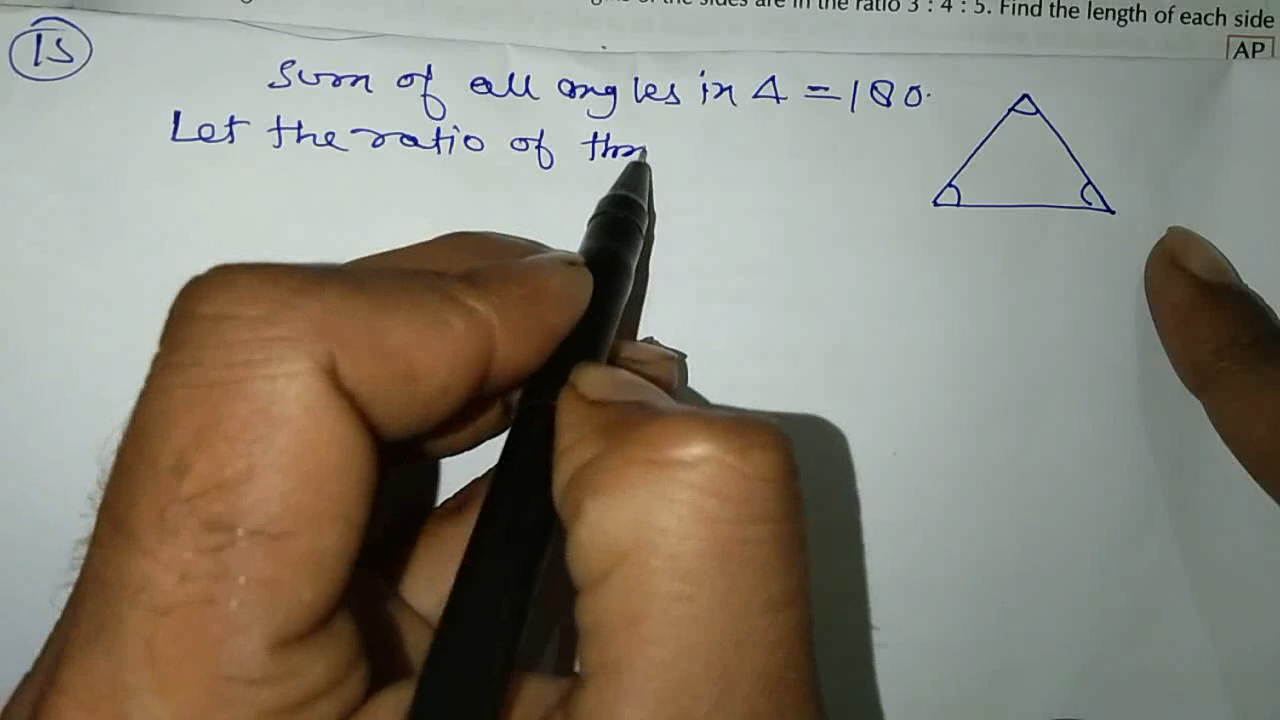 the sides are in the ratio 3 : 4 : 5. Find the length of each side
AP
15
Sum of all angles in Δ = 180.
Let the ratio of